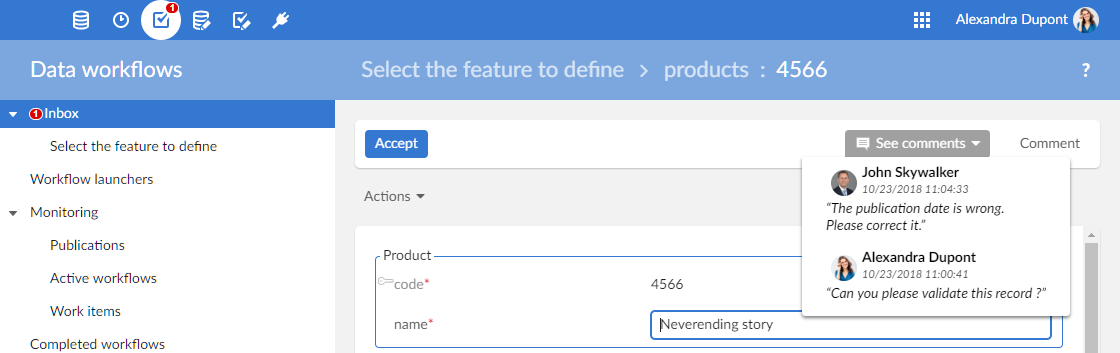 1
Alexandra Dupont
Data workflows
Select the feature to define > products : 4566
?
1 Inbox
Select the feature to define
Workflow launchers
Monitoring
Publications
Active workflows
Work items
Completed workflows
Accept
See comments
Comment
Actions
John Skywalker
10/23/2018 11:04:33
“The publication date is wrong.
Please correct it.”
Alexandra Dupont
10/23/2018 11:00:41
“Can you please validate this record ?”
Product
code* 4566
name* Neverending story